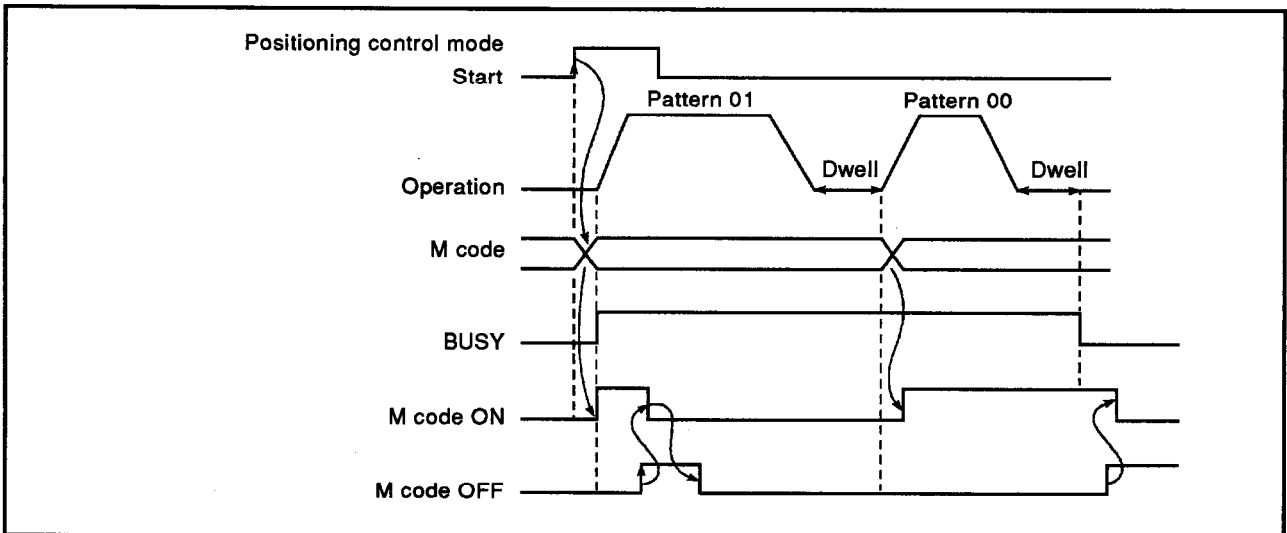 Positioning control mode
Start
Pattern 01
Pattern 00
Operation
Dwell
Dwell
M code
BUSY
M code ON
M code OFF